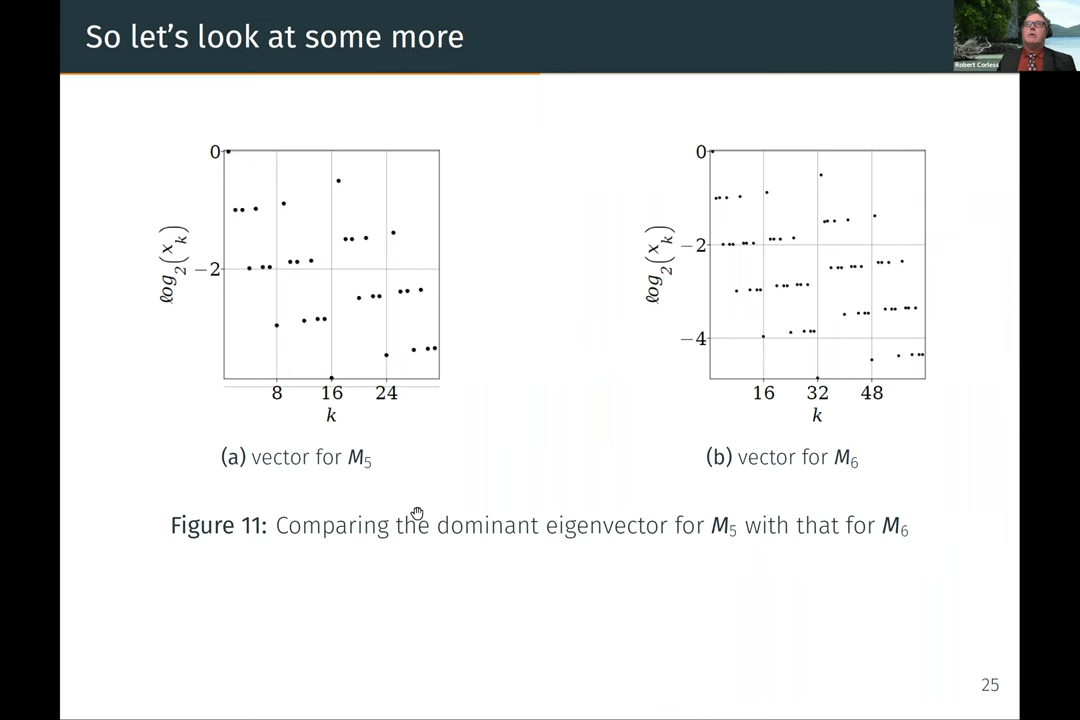 So let's look at some more
Robert Corless
0
−2
log₂(xₖ)
8 16 24
k
(a) vector for M₅
0
−2
−4
log₂(xₖ)
16 32 48
k
(b) vector for M₆
Figure 11: Comparing the dominant eigenvector for M₅ with that for M₆
25